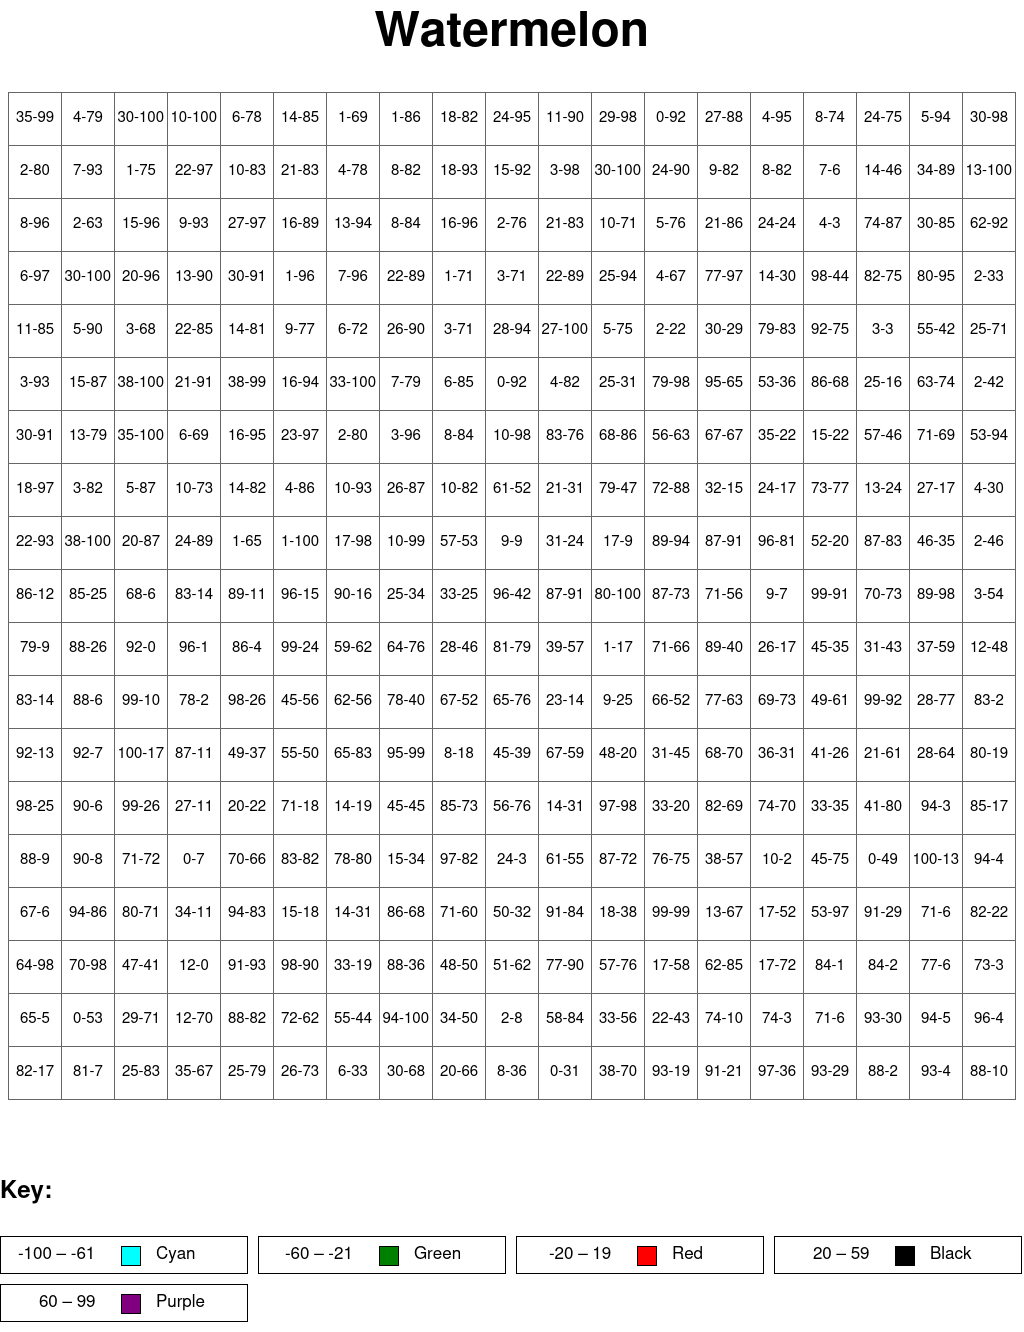 Watermelon
35-99 4-79 30-100 10-100 6-78 14-85 1-69 1-86 18-82 24-95 11-90 29-98 0-92 27-88 4-95 8-74 24-75 5-94 30-98
2-80 7-93 1-75 22-97 10-83 21-83 4-78 8-82 18-93 15-92 3-98 30-100 24-90 9-82 8-82 7-6 14-46 34-89 13-100
8-96 2-63 15-96 9-93 27-97 16-89 13-94 8-84 16-96 2-76 21-83 10-71 5-76 21-86 24-24 4-3 74-87 30-85 62-92
6-97 30-100 20-96 13-90 30-91 1-96 7-96 22-89 1-71 3-71 22-89 25-94 4-67 77-97 14-30 98-44 82-75 80-95 2-33
11-85 5-90 3-68 22-85 14-81 9-77 6-72 26-90 3-71 28-94 27-100 5-75 2-22 30-29 79-83 92-75 3-3 55-42 25-71
3-93 15-87 38-100 21-91 38-99 16-94 33-100 7-79 6-85 0-92 4-82 25-31 79-98 95-65 53-36 86-68 25-16 63-74 2-42
30-91 13-79 35-100 6-69 16-95 23-97 2-80 3-96 8-84 10-98 83-76 68-86 56-63 67-67 35-22 15-22 57-46 71-69 53-94
18-97 3-82 5-87 10-73 14-82 4-86 10-93 26-87 10-82 61-52 21-31 79-47 72-88 32-15 24-17 73-77 13-24 27-17 4-30
22-93 38-100 20-87 24-89 1-65 1-100 17-98 10-99 57-53 9-9 31-24 17-9 89-94 87-91 96-81 52-20 87-83 46-35 2-46
86-12 85-25 68-6 83-14 89-11 96-15 90-16 25-34 33-25 96-42 87-91 80-100 87-73 71-56 9-7 99-91 70-73 89-98 3-54
79-9 88-26 92-0 96-1 86-4 99-24 59-62 64-76 28-46 81-79 39-57 1-17 71-66 89-40 26-17 45-35 31-43 37-59 12-48
83-14 88-6 99-10 78-2 98-26 45-56 62-56 78-40 67-52 65-76 23-14 9-25 66-52 77-63 69-73 49-61 99-92 28-77 83-2
92-13 92-7 100-17 87-11 49-37 55-50 65-83 95-99 8-18 45-39 67-59 48-20 31-45 68-70 36-31 41-26 21-61 28-64 80-19
98-25 90-6 99-26 27-11 20-22 71-18 14-19 45-45 85-73 56-76 14-31 97-98 33-20 82-69 74-70 33-35 41-80 94-3 85-17
88-9 90-8 71-72 0-7 70-66 83-82 78-80 15-34 97-82 24-3 61-55 87-72 76-75 38-57 10-2 45-75 0-49 100-13 94-4
67-6 94-86 80-71 34-11 94-83 15-18 14-31 86-68 71-60 50-32 91-84 18-38 99-99 13-67 17-52 53-97 91-29 71-6 82-22
64-98 70-98 47-41 12-0 91-93 98-90 33-19 88-36 48-50 51-62 77-90 57-76 17-58 62-85 17-72 84-1 84-2 77-6 73-3
65-5 0-53 29-71 12-70 88-82 72-62 55-44 94-100 34-50 2-8 58-84 33-56 22-43 74-10 74-3 71-6 93-30 94-5 96-4
82-17 81-7 25-83 35-67 25-79 26-73 6-33 30-68 20-66 8-36 0-31 38-70 93-19 91-21 97-36 93-29 88-2 93-4 88-10
Key:
-100 – -61 Cyan -60 – -21 Green -20 – 19 Red 20 – 59 Black
60 – 99 Purple